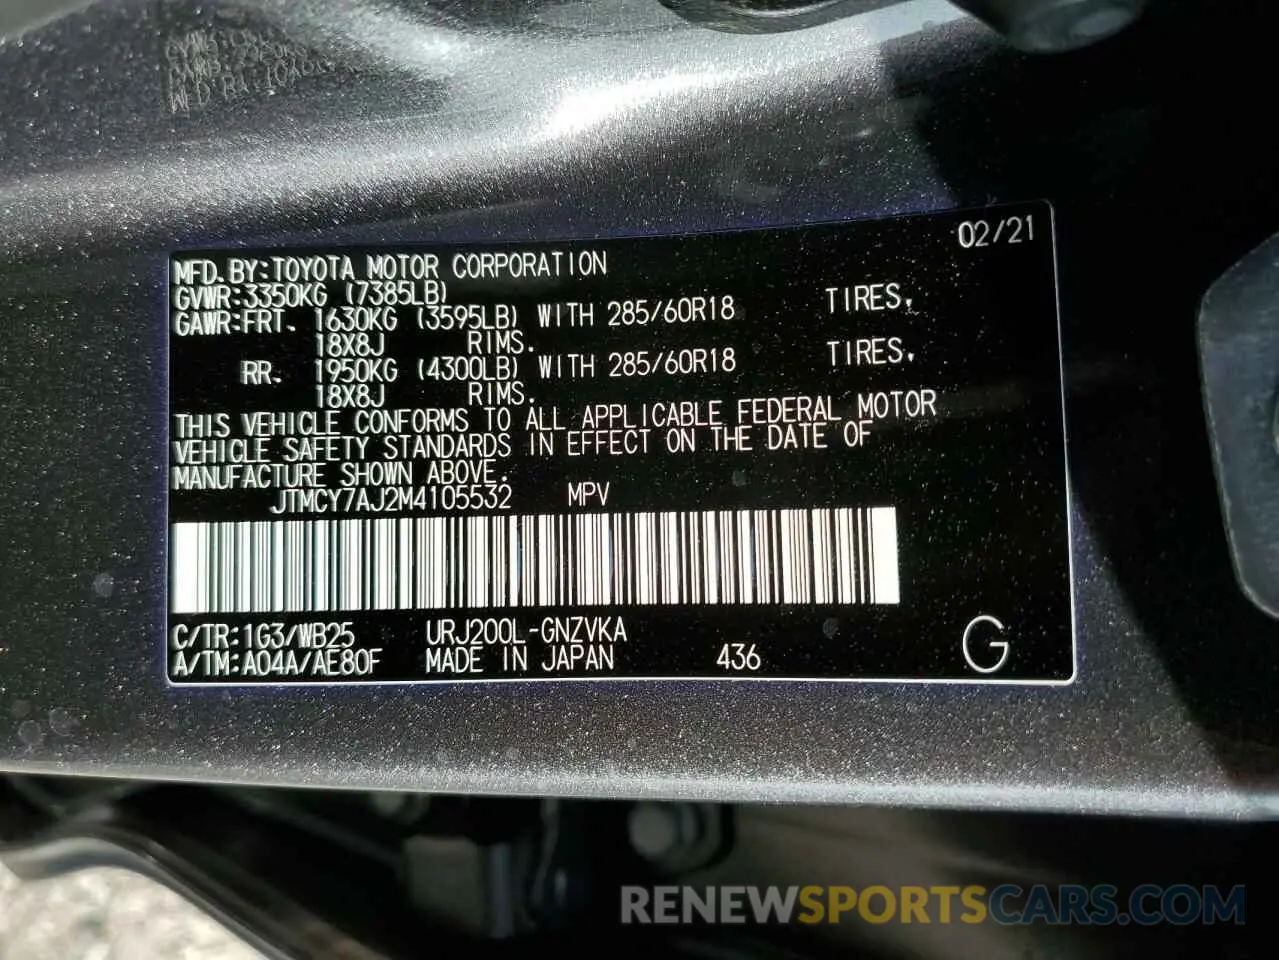 02/21
MFD. BY:TOYOTA MOTOR CORPORATION
GVWR:3350KG (7385LB)
GAWR:FRT. 1630KG (3595LB) WITH 285/60R18 TIRES,
18X8J RIMS.
RR. 1950KG (4300LB) WITH 285/60R18 TIRES,
18X8J RIMS.
THIS VEHICLE CONFORMS TO ALL APPLICABLE FEDERAL MOTOR
VEHICLE SAFETY STANDARDS IN EFFECT ON THE DATE OF
MANUFACTURE SHOWN ABOVE.
JTMCY7AJ2M4105532 MPV
C/TR:1G3/WB25 URJ200L-GNZVKA
A/TM:A04A/AE80F MADE IN JAPAN 436 G
RENEWSPORTSCARS.COM